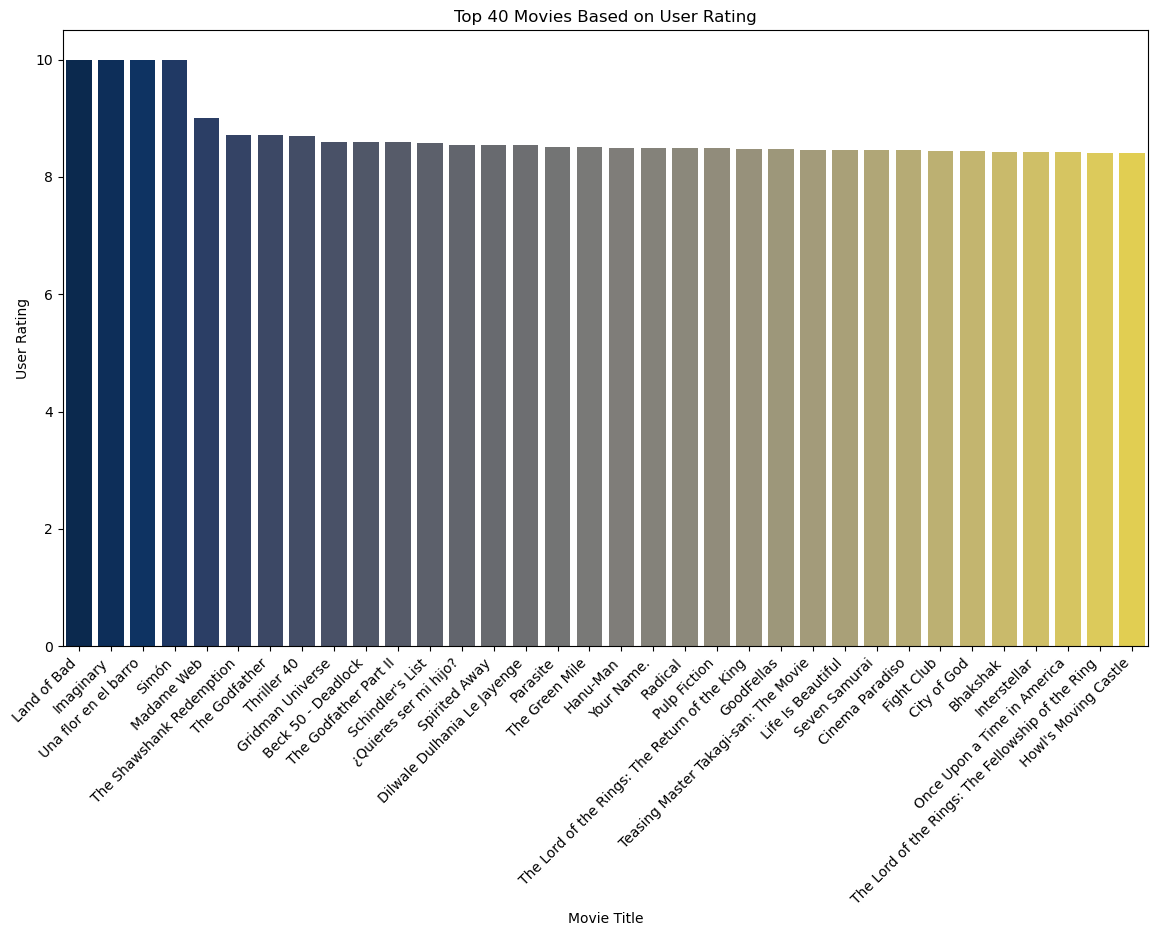 Top 40 Movies Based on User Rating
User Rating
10
8
6
4
2
0
Land of Bad
Imaginary
Una flor en el barro
Simón
Madame Web
The Shawshank Redemption
The Godfather
Thriller 40
Gridman Universe
Beck 50 - Deadlock
The Godfather Part II
Schindler's List
¿Quieres ser mi hijo?
Spirited Away
Dilwale Dulhania Le Jayenge
Parasite
The Green Mile
Hanu-Man
Your Name.
Radical
Pulp Fiction
The Lord of the Rings: The Return of the King
GoodFellas
Teasing Master Takagi-san: The Movie
Life Is Beautiful
Seven Samurai
Cinema Paradiso
Fight Club
City of God
Bhakshak
Interstellar
Once Upon a Time in America
The Lord of the Rings: The Fellowship of the Ring
Howl's Moving Castle
Movie Title